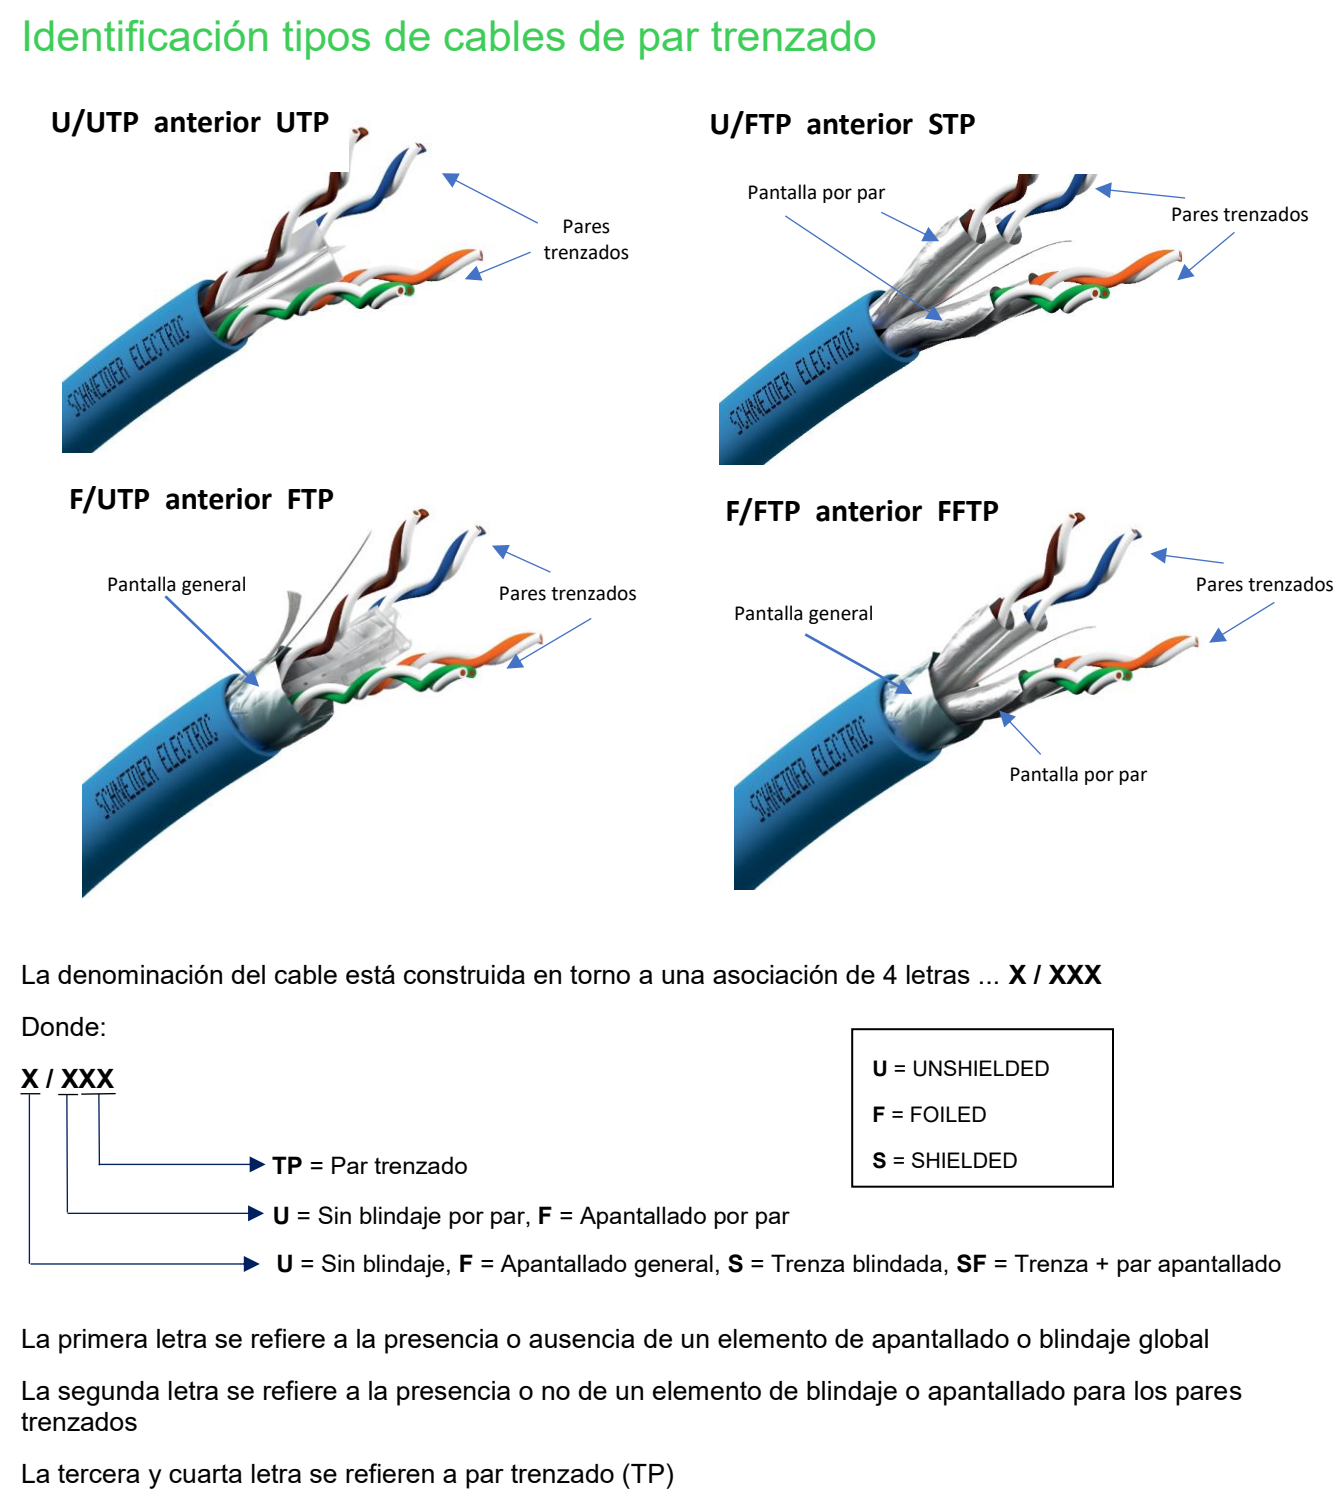 Identificación tipos de cables de par trenzado
U/UTP anterior UTP
Pares
trenzados
SCHNEIDER ELECTRIC
U/FTP anterior STP
Pantalla por par
Pares trenzados
SCHNEIDER ELECTRIC
F/UTP anterior FTP
Pantalla general
Pares trenzados
SCHNEIDER ELECTRIC
F/FTP anterior FFTP
Pantalla general
Pares trenzados
Pantalla por par
SCHNEIDER ELECTRIC
La denominación del cable está construida en torno a una asociación de 4 letras ... X / XXX
Donde:
X / XXX
U = UNSHIELDED
F = FOILED
S = SHIELDED
TP = Par trenzado
U = Sin blindaje por par, F = Apantallado por par
U = Sin blindaje, F = Apantallado general, S = Trenza blindada, SF = Trenza + par apantallado
La primera letra se refiere a la presencia o ausencia de un elemento de apantallado o blindaje global
La segunda letra se refiere a la presencia o no de un elemento de blindaje o apantallado para los pares
trenzados
La tercera y cuarta letra se refieren a par trenzado (TP)